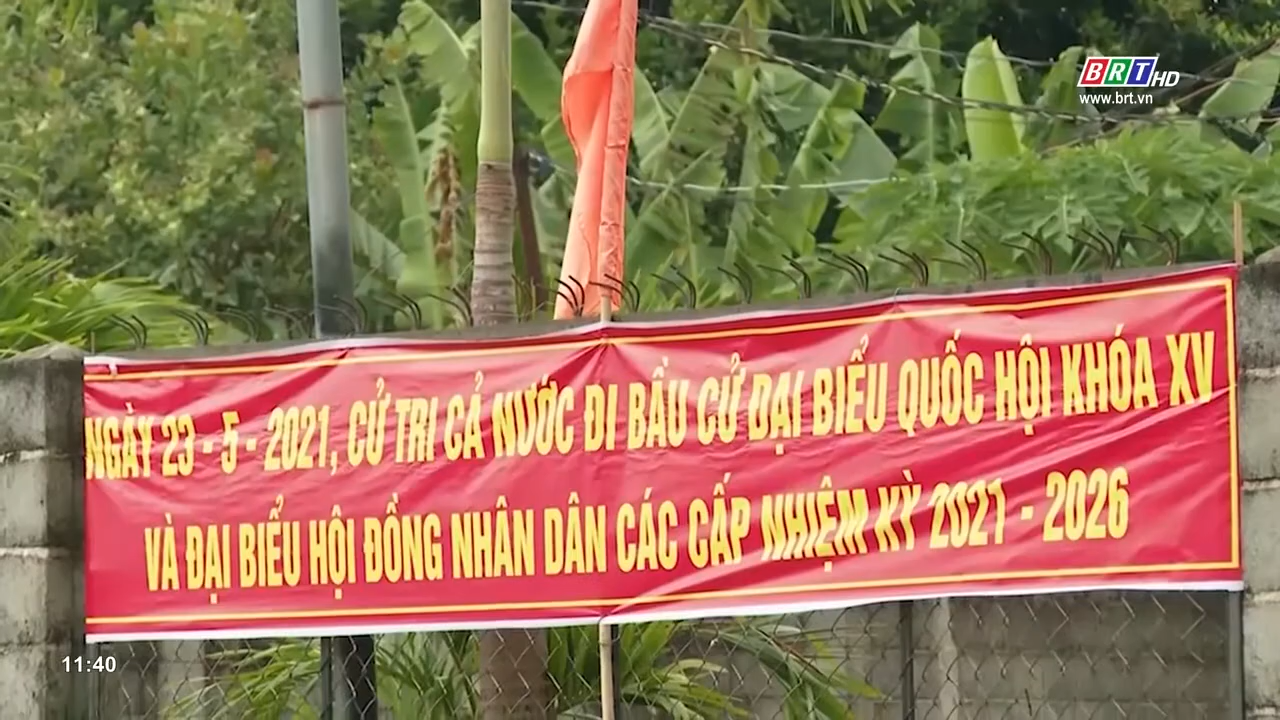 BRT HD
www.brt.vn
NGÀY 23 - 5 - 2021, CỬ TRI CẢ NƯỚC ĐI BẦU CỬ ĐẠI BIỂU QUỐC HỘI KHÓA XV
VÀ ĐẠI BIỂU HỘI ĐỒNG NHÂN DÂN CÁC CẤP NHIỆM KỲ 2021 - 2026
11:40